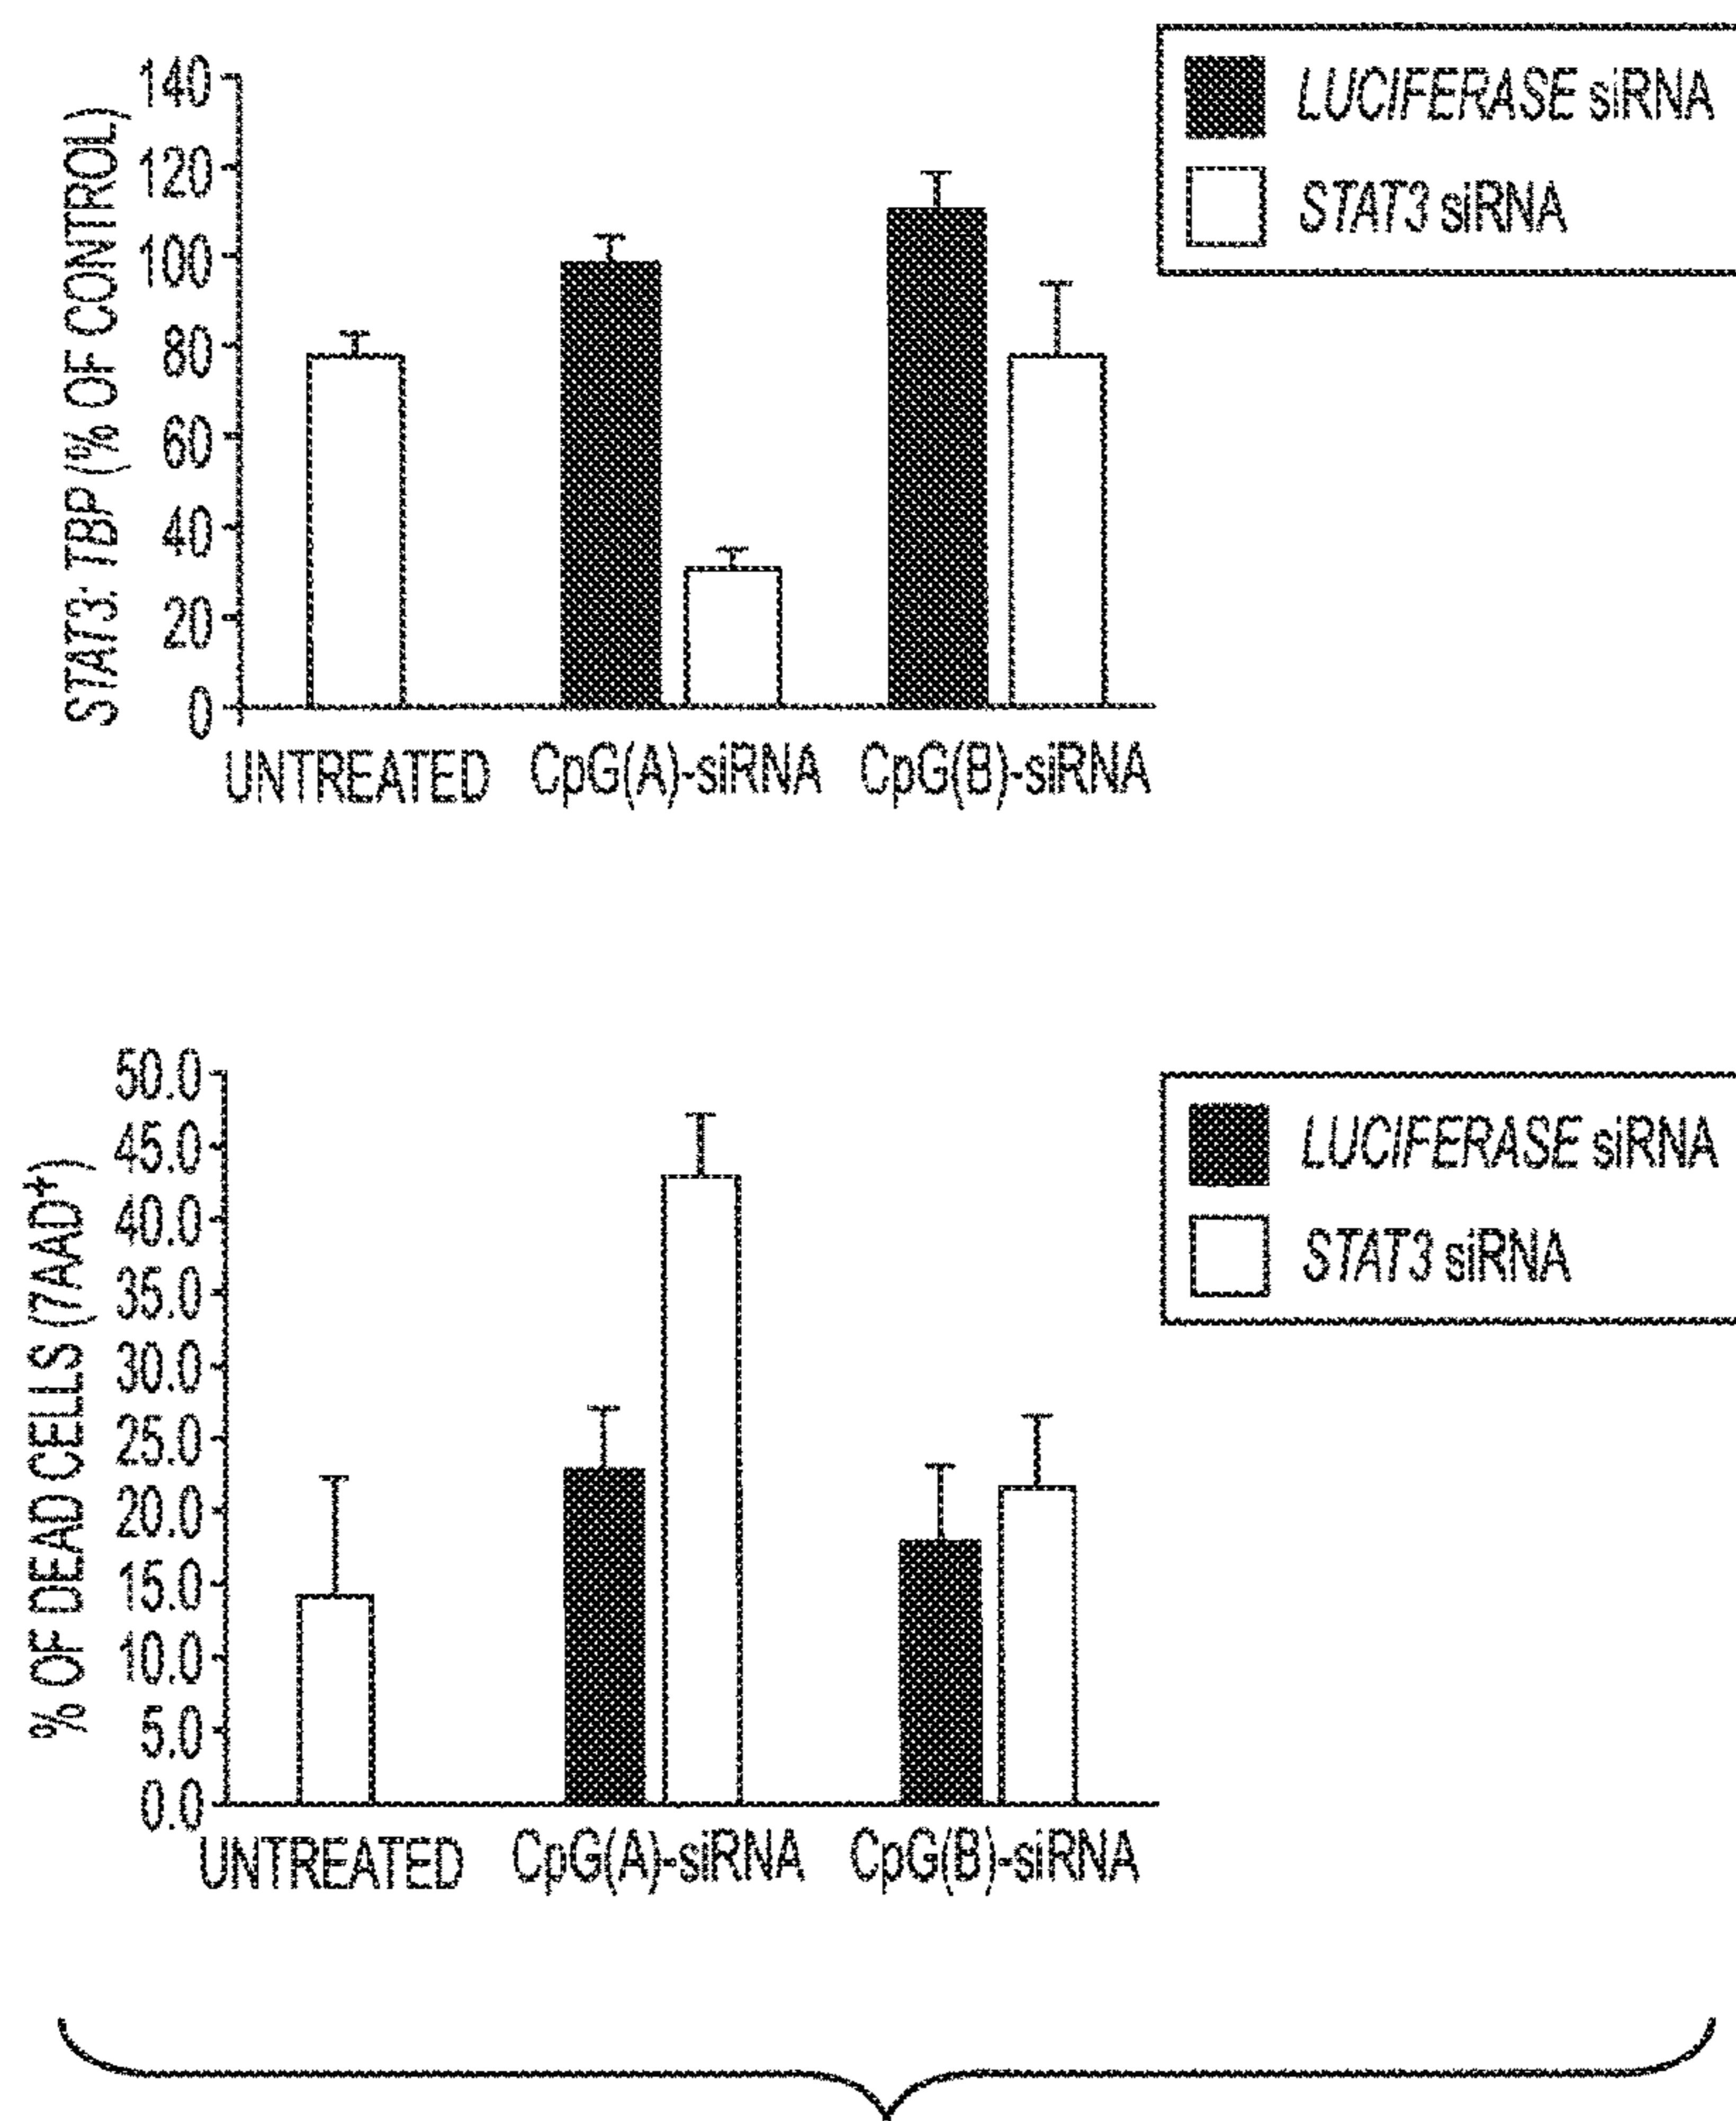 STAT3: TBP (% OF CONTROL)
140
120
100
80
60
40
20
0
UNTREATED CpG(A)-siRNA CpG(B)-siRNA
LUCIFERASE siRNA
STAT3 siRNA
% OF DEAD CELLS (7AAD⁺)
50.0
45.0
40.0
35.0
30.0
25.0
20.0
15.0
10.0
5.0
0.0
UNTREATED CpG(A)-siRNA CpG(B)-siRNA
LUCIFERASE siRNA
STAT3 siRNA